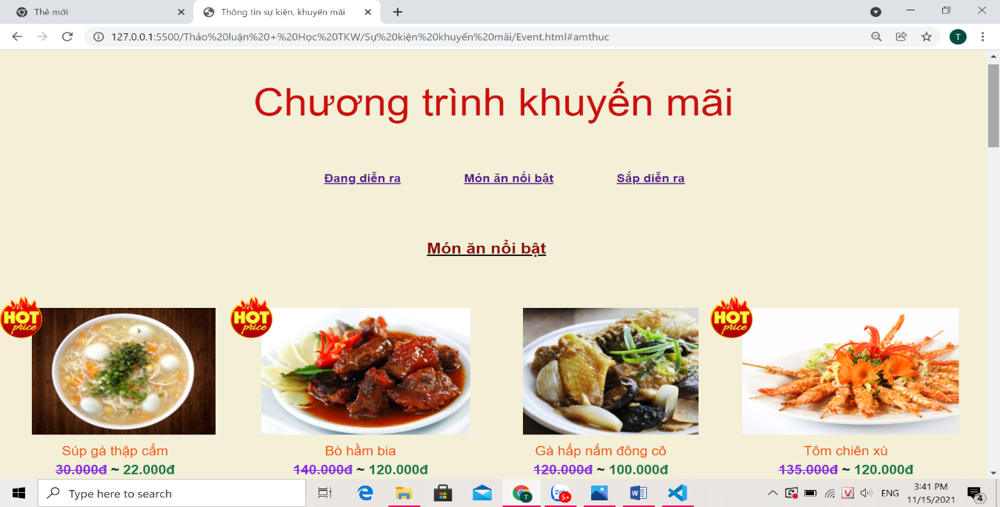 Thẻ mới
Thông tin sự kiện, khuyến mãi
127.0.0.1:5500/Thảo%20luận%20+%20Học%20TKW/Sự%20kiện%20khuyến%20mãi/Event.html#amthuc
T
Chương trình khuyến mãi
Đang diễn ra Món ăn nổi bật Sắp diễn ra
Món ăn nổi bật
HOT price
HOT price
HOT price
Súp gà thập cẩm
30.000đ ~ 22.000đ
Bò hầm bia
140.000đ ~ 120.000đ
Gà hấp nấm đông cô
120.000đ ~ 100.000đ
Tôm chiên xù
135.000đ ~ 120.000đ
Type here to search
T
5+
ENG
3:41 PM
11/15/2021
4